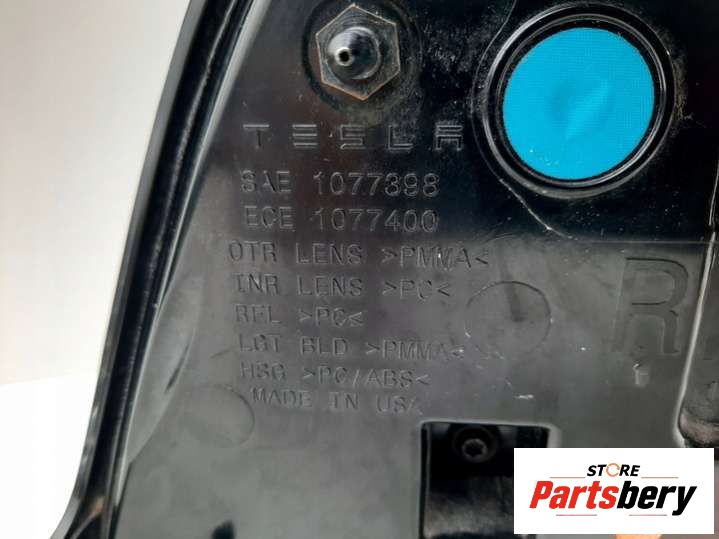 TESLA
SAE 1077398
ECE 1077400
OTR LENS >PMMA<
INR LENS >PC<
REL >PC<
LGT BLD >PMMA<
HSG >PC/ABS<
MADE IN USA
R
1
STORE
Partsbery